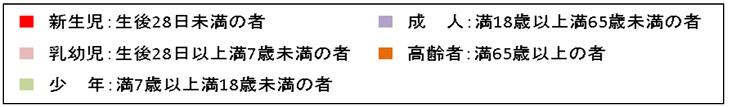 新生児：生後28日未満の者
成　人：満18歳以上満65歳未満の者
乳幼児：生後28日以上満7歳未満の者
高齢者：満65歳以上の者
少　年：満7歳以上満18歳未満の者